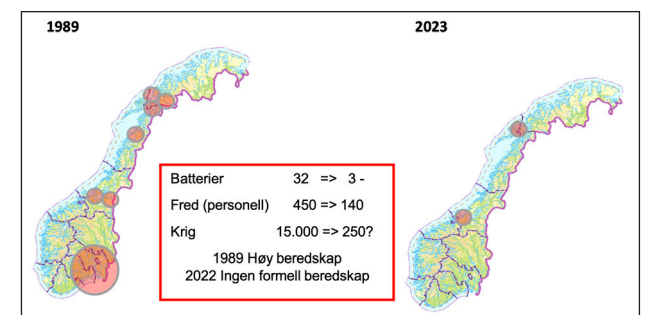 1989
2023
Batterier 32 => 3 -
Fred (personell) 450 => 140
Krig 15.000 => 250?
1989 Høy beredskap
2022 Ingen formell beredskap